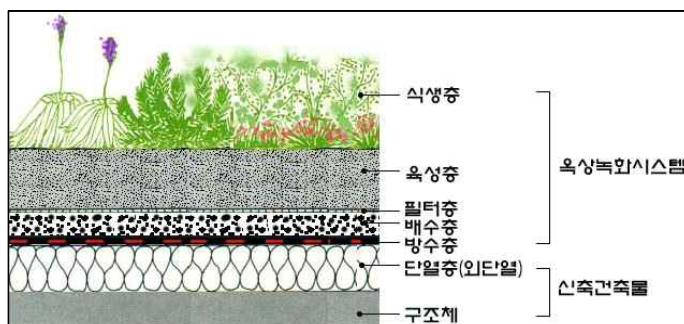 식생층
육성층
옥상녹화시스템
필터층
배수층
방수층
단열층(외단열)
신축건축물
구조체